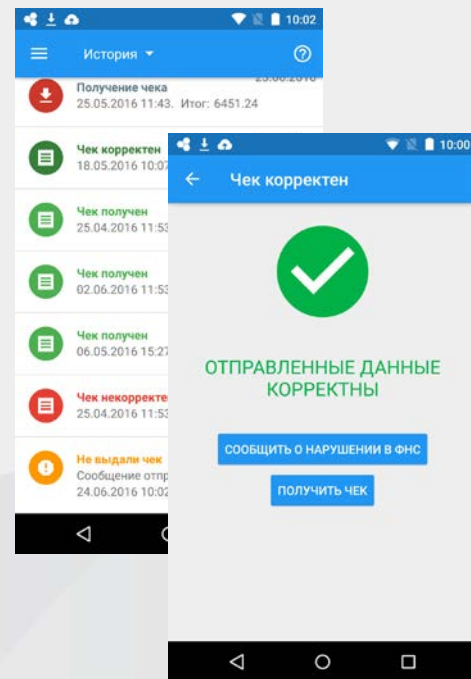 10:02
История
25.06.2016
Получение чека
25.05.2016 11:43. Итог: 6451.24
Чек корректен
18.05.2016 10:07
Чек получен
25.04.2016 11:53
Чек получен
02.06.2016 11:53
Чек получен
06.05.2016 15:27
Чек некорректе
25.04.2016 11:53
Не выдали чек
Сообщение отпр
24.06.2016 10:02
10:00
Чек корректен
ОТПРАВЛЕННЫЕ ДАННЫЕ
КОРРЕКТНЫ
СООБЩИТЬ О НАРУШЕНИИ В ФНС
ПОЛУЧИТЬ ЧЕК